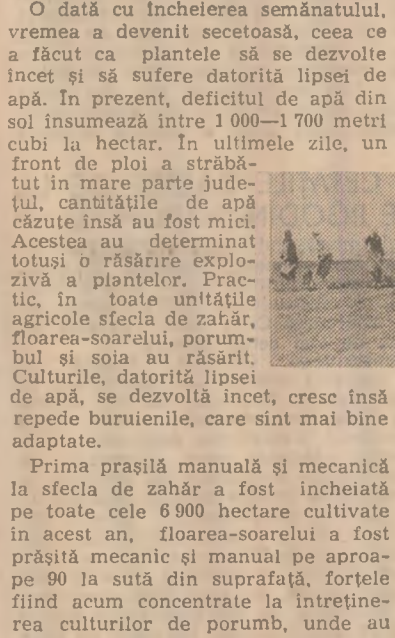 O dată cu încheierea semănatului,
vremea a devenit secetoasă, ceea ce
a făcut ca plantele să se dezvolte
încet și să sufere datorită lipsei de
apă. În prezent, deficitul de apă din
sol însumează între 1 000—1 700 metri
cubi la hectar. În ultimele zile, un
front de ploi a străbă-
tut în mare parte jude-
țul, cantitățile de apă
căzute însă au fost mici.
Acestea au determinat
totuși o răsărire explo-
zivă a plantelor. Prac-
tic, în toate unitățile
agricole sfecla de zahăr,
floarea-soarelui, porum-
bul și soia au răsărit.
Culturile, datorită lipsei
de apă, se dezvoltă încet, cresc însă
repede buruienile, care sînt mai bine
adaptate.
Prima prașilă manuală și mecanică
la sfecla de zahăr a fost încheiată
pe toate cele 6 900 hectare cultivate
în acest an, floarea-soarelui a fost
prășită mecanic și manual pe aproa-
pe 90 la sută din suprafață, forțele
fiind acum concentrate la întreține-
rea culturilor de porumb, unde au